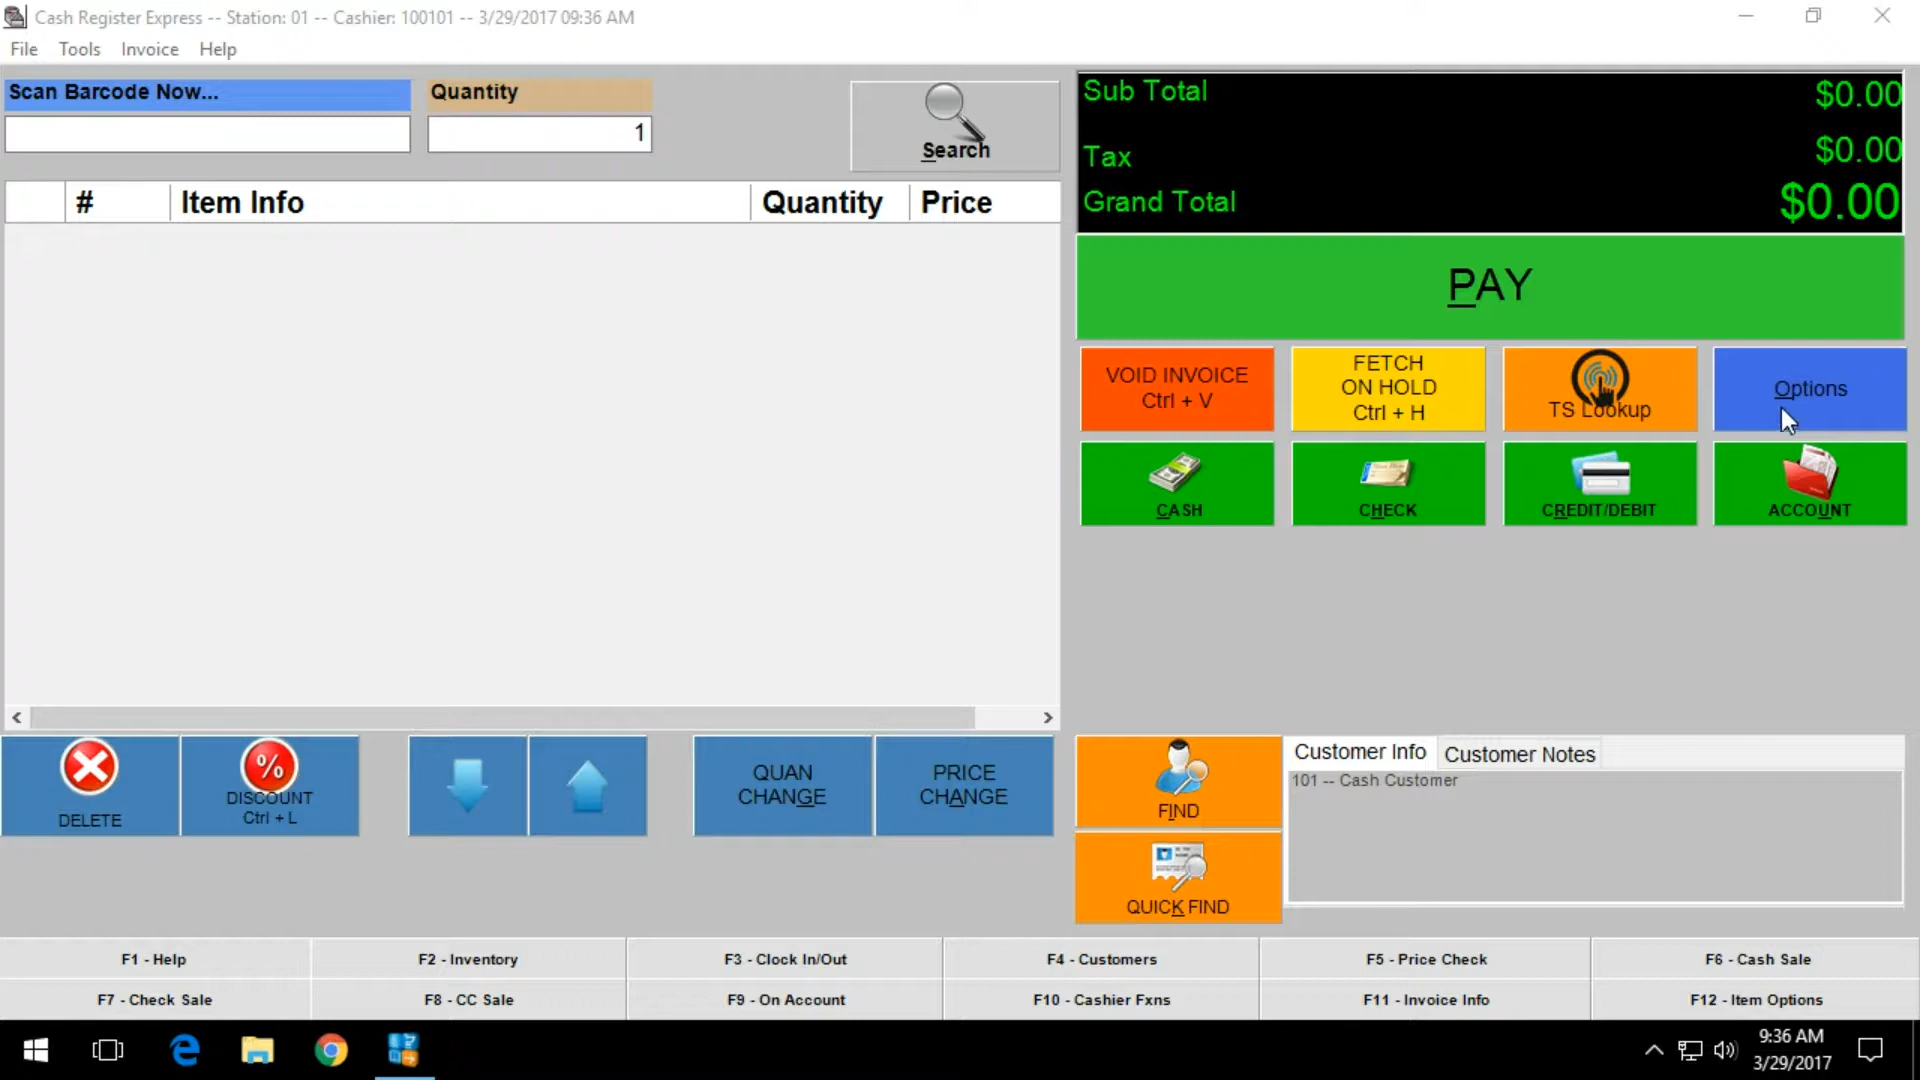 Cash Register Express -- Station: 01 -- Cashier: 100101 -- 3/29/2017 09:36 AM
File Tools Invoice Help
Scan Barcode Now...
Quantity
1
Search
# Item Info Quantity Price
Sub Total $0.00
Tax $0.00
Grand Total $0.00
PAY
VOID INVOICE
Ctrl + V
FETCH
ON HOLD
Ctrl + H
TS Lookup
Options
CASH
CHECK
CREDIT/DEBIT
ACCOUNT
DELETE
DISCOUNT
Ctrl + L
QUAN
CHANGE
PRICE
CHANGE
FIND
QUICK FIND
Customer Info
Customer Notes
101 -- Cash Customer
F1 - Help
F2 - Inventory
F3 - Clock In/Out
F4 - Customers
F5 - Price Check
F6 - Cash Sale
F7 - Check Sale
F8 - CC Sale
F9 - On Account
F10 - Cashier Fxns
F11 - Invoice Info
F12 - Item Options
9:36 AM
3/29/2017